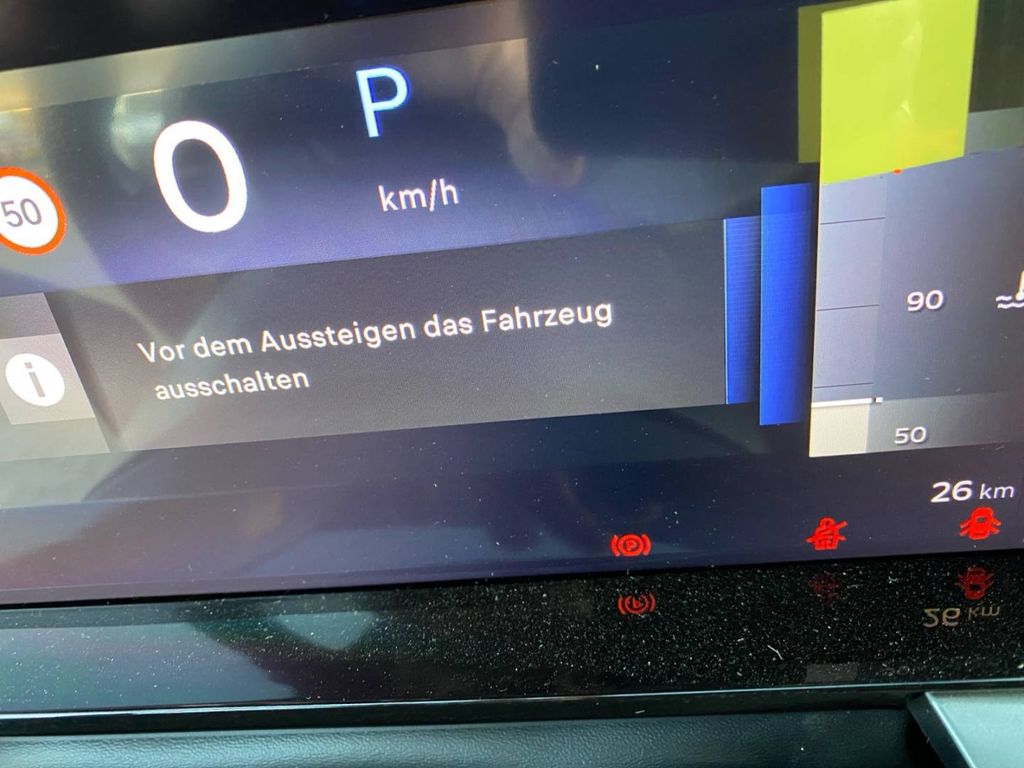 P
50
0
km/h
Vor dem Aussteigen das Fahrzeug
ausschalten
90
50
26 km